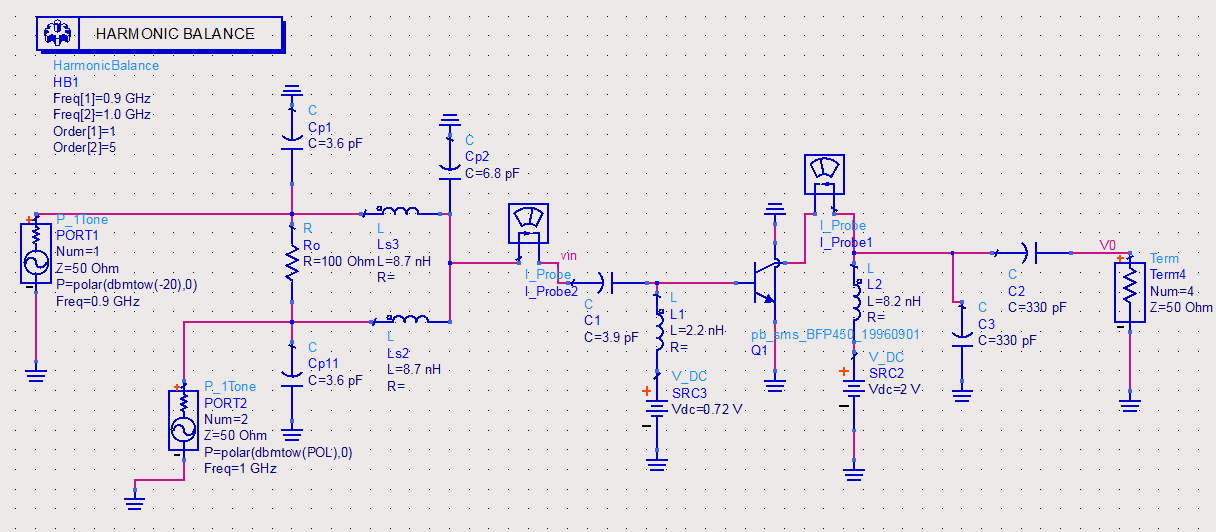 HARMONIC BALANCE
HarmonicBalance
HB1
Freq[1]=0.9 GHz
Freq[2]=1.0 GHz
Order[1]=1
Order[2]=5
C
Cp1
C=3.6 pF
C
Cp2
C=6.8 pF
P_1Tone
PORT1
Num=1
Z=50 Ohm
P=polar(dbmtow(-20),0)
Freq=0.9 GHz
R
Ro
R=100 Ohm
L
Ls3
L=8.7 nH
R=
I_Probe
I_Probe2
vin
I_Probe
I_Probe1
C
C1
C=3.9 pF
L
L1
L=2.2 nH
R=
pb_sms_BFP450_19960901
Q1
L
L2
L=8.2 nH
R=
C
C2
C=330 pF
V0
Term
Term4
Num=4
Z=50 Ohm
C
C3
C=330 pF
C
Cp11
C=3.6 pF
L
Ls2
L=8.7 nH
R=
V_DC
SRC3
Vdc=0.72 V
V_DC
SRC2
Vdc=2 V
P_1Tone
PORT2
Num=2
Z=50 Ohm
P=polar(dbmtow(POL),0)
Freq=1 GHz